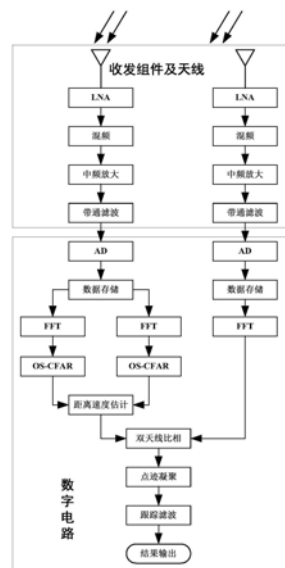 收发组件及天线
LNA
LNA
混频
混频
中频放大
中频放大
带通滤波
带通滤波
AD
AD
数据存储
数据存储
FFT
FFT
FFT
OS-CFAR
OS-CFAR
距离速度估计
双天线比相
点迹凝聚
跟踪滤波
结果输出
数字电路